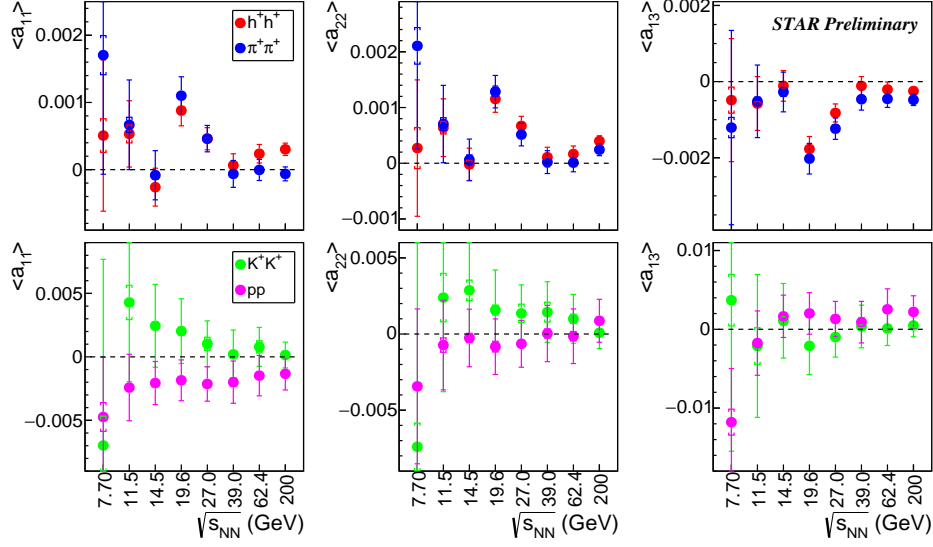 <a11>
0.002
0.001
0
h+h+
π+π+
<a22>
0.002
0.001
0
−0.001
<a13>
0
−0.002
STAR Preliminary
<a11>
0.005
0
−0.005
K+K+
pp
<a22>
0.005
0
−0.005
<a13>
0.01
0
−0.01
7.70 11.5 14.5 19.6 27.0 39.0 62.4 200
√sNN (GeV)
7.70 11.5 14.5 19.6 27.0 39.0 62.4 200
√sNN (GeV)
7.70 11.5 14.5 19.6 27.0 39.0 62.4 200
√sNN (GeV)